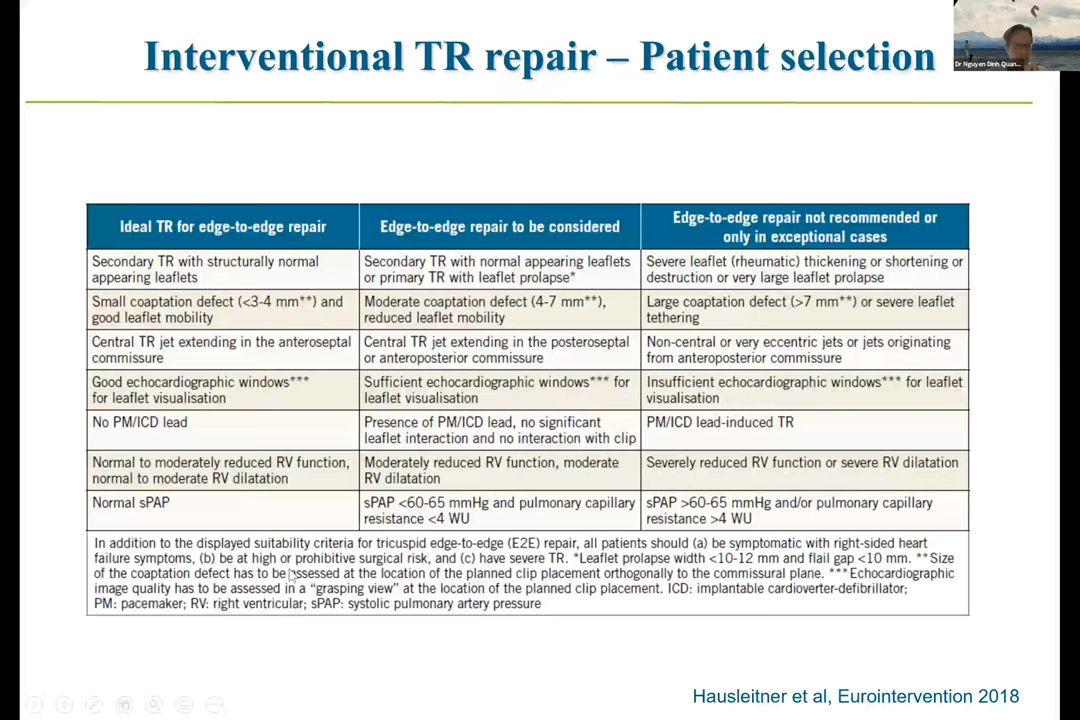 Interventional TR repair – Patient selection
Dr Nguyen Dinh Quan...
Ideal TR for edge-to-edge repair
Edge-to-edge repair to be considered
Edge-to-edge repair not recommended or
only in exceptional cases
Secondary TR with structurally normal
appearing leaflets
Secondary TR with normal appearing leaflets
or primary TR with leaflet prolapse*
Severe leaflet (rheumatic) thickening or shortening or
destruction or very large leaflet prolapse
Small coaptation defect (<3-4 mm**) and
good leaflet mobility
Moderate coaptation defect (4-7 mm**),
reduced leaflet mobility
Large coaptation defect (>7 mm**) or severe leaflet
tethering
Central TR jet extending in the anteroseptal
commissure
Central TR jet extending in the posteroseptal
or anteroposterior commissure
Non-central or very eccentric jets or jets originating
from anteroposterior commissure
Good echocardiographic windows***
for leaflet visualisation
Sufficient echocardiographic windows*** for
leaflet visualisation
Insufficient echocardiographic windows*** for leaflet
visualisation
No PM/ICD lead
Presence of PM/ICD lead, no significant
leaflet interaction and no interaction with clip
PM/ICD lead-induced TR
Normal to moderately reduced RV function,
normal to moderate RV dilatation
Moderately reduced RV function, moderate
RV dilatation
Severely reduced RV function or severe RV dilatation
Normal sPAP
sPAP <60-65 mmHg and pulmonary capillary
resistance <4 WU
sPAP >60-65 mmHg and/or pulmonary capillary
resistance >4 WU
In addition to the displayed suitability criteria for tricuspid edge-to-edge (E2E) repair, all patients should (a) be symptomatic with right-sided heart
failure symptoms, (b) be at high or prohibitive surgical risk, and (c) have severe TR. *Leaflet prolapse width <10-12 mm and flail gap <10 mm. **Size
of the coaptation defect has to be assessed at the location of the planned clip placement orthogonally to the commissural plane. ***Echocardiographic
image quality has to be assessed in a “grasping view” at the location of the planned clip placement. ICD: implantable cardioverter-defibrillator;
PM: pacemaker; RV: right ventricular; sPAP: systolic pulmonary artery pressure
Hausleitner et al, Eurointervention 2018